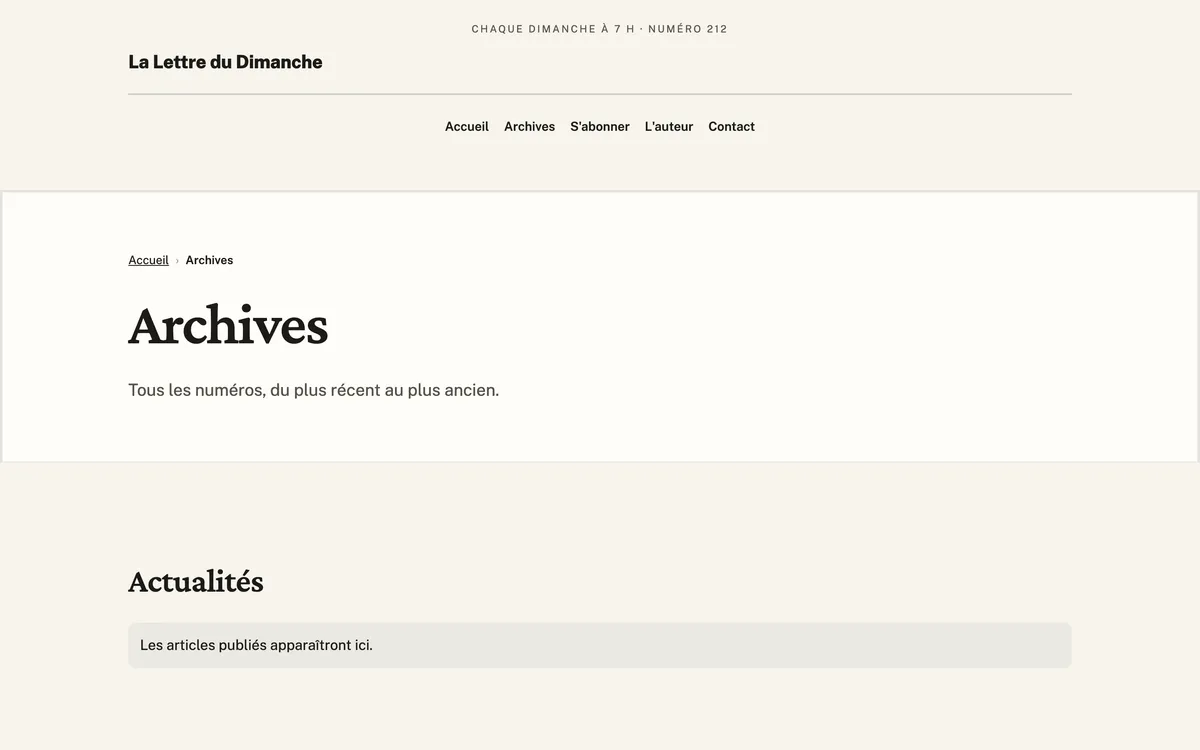 CHAQUE DIMANCHE À 7 H · NUMÉRO 212
La Lettre du Dimanche
Accueil Archives S'abonner L'auteur Contact
Accueil › Archives
Archives
Tous les numéros, du plus récent au plus ancien.
Actualités
Les articles publiés apparaîtront ici.